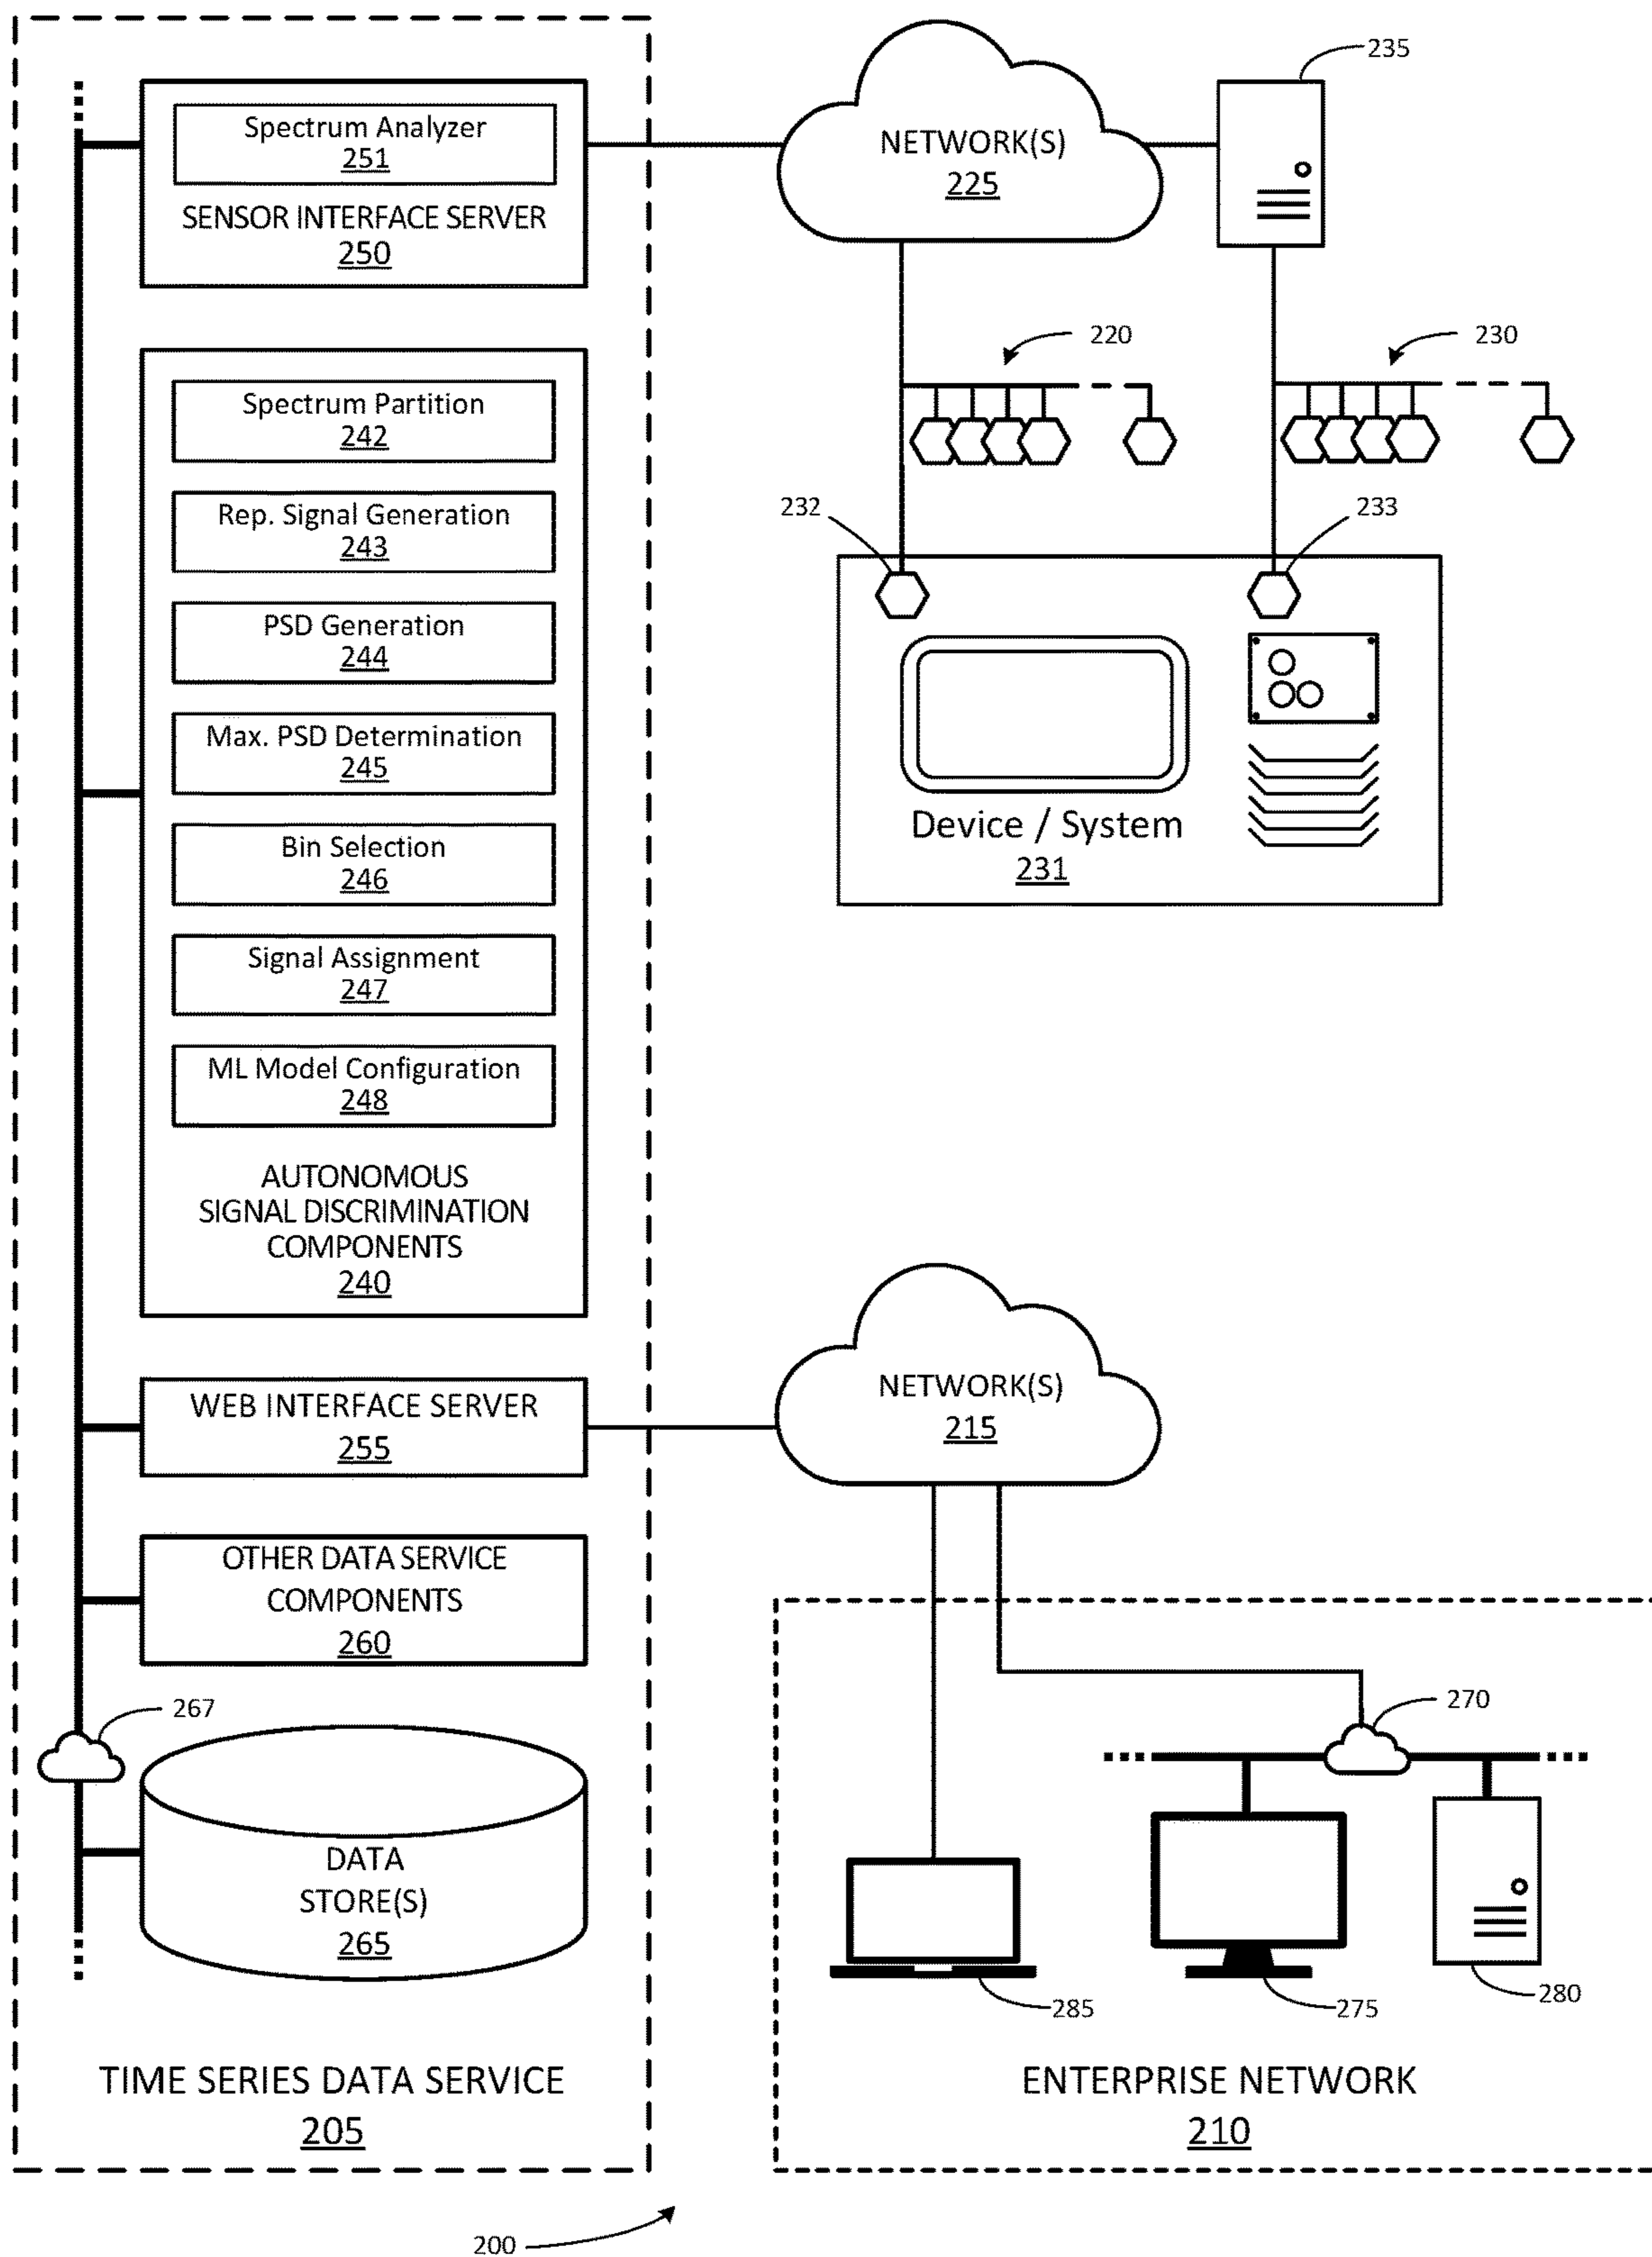 Spectrum Analyzer
251
SENSOR INTERFACE SERVER
250
Spectrum Partition
242
Rep. Signal Generation
243
PSD Generation
244
Max. PSD Determination
245
Bin Selection
246
Signal Assignment
247
ML Model Configuration
248
AUTONOMOUS
SIGNAL DISCRIMINATION
COMPONENTS
240
WEB INTERFACE SERVER
255
OTHER DATA SERVICE
COMPONENTS
260
267
DATA
STORE(S)
265
TIME SERIES DATA SERVICE
205
NETWORK(S)
225
235
220
230
232
233
Device / System
231
NETWORK(S)
215
270
285
275
280
ENTERPRISE NETWORK
210
200